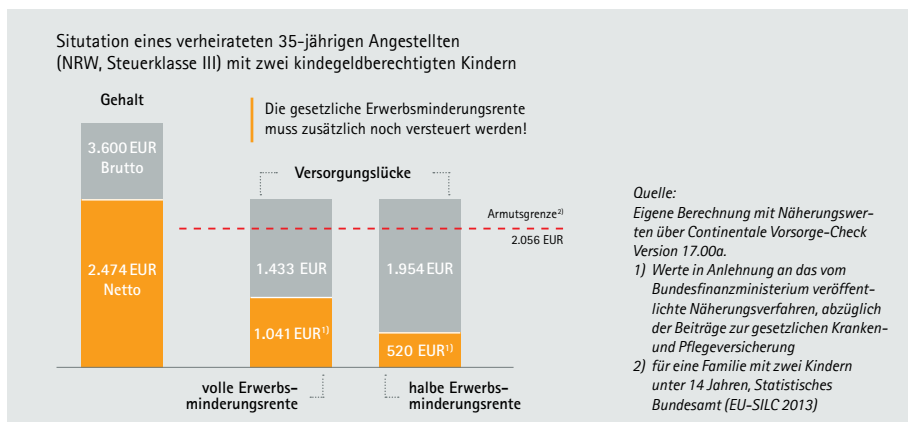 Situtation eines verheirateten 35-jährigen Angestellten
(NRW, Steuerklasse III) mit zwei kindegeldberechtigten Kindern
Gehalt
Die gesetzliche Erwerbsminderungsrente
muss zusätzlich noch versteuert werden!
3.600 EUR
Brutto
2.474 EUR
Netto
Versorgungslücke
Armutsgrenze²⁾
2.056 EUR
1.433 EUR
1.954 EUR
1.041 EUR¹⁾
520 EUR¹⁾
volle Erwerbs-
minderungsrente
halbe Erwerbs-
minderungsrente
Quelle:
Eigene Berechnung mit Näherungswer-
ten über Continentale Vorsorge-Check
Version 17.00a.
1) Werte in Anlehnung an das vom
Bundesfinanzministerium veröffent-
lichte Näherungsverfahren, abzüglich
der Beiträge zur gesetzlichen Kranken-
und Pflegeversicherung
2) für eine Familie mit zwei Kindern
unter 14 Jahren, Statistisches
Bundesamt (EU-SILC 2013)